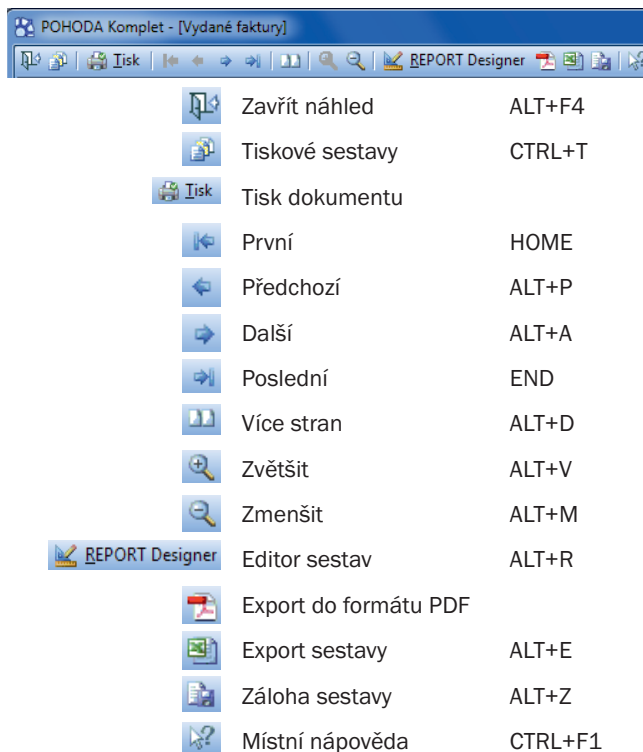 POHODA Komplet - [Vydané faktury]
Tisk REPORT Designer
Zavřít náhled ALT+F4
Tiskové sestavy CTRL+T
Tisk Tisk dokumentu
První HOME
Předchozí ALT+P
Další ALT+A
Poslední END
Více stran ALT+D
Zvětšit ALT+V
Zmenšit ALT+M
REPORT Designer Editor sestav ALT+R
Export do formátu PDF
Export sestavy ALT+E
Záloha sestavy ALT+Z
Místní nápověda CTRL+F1